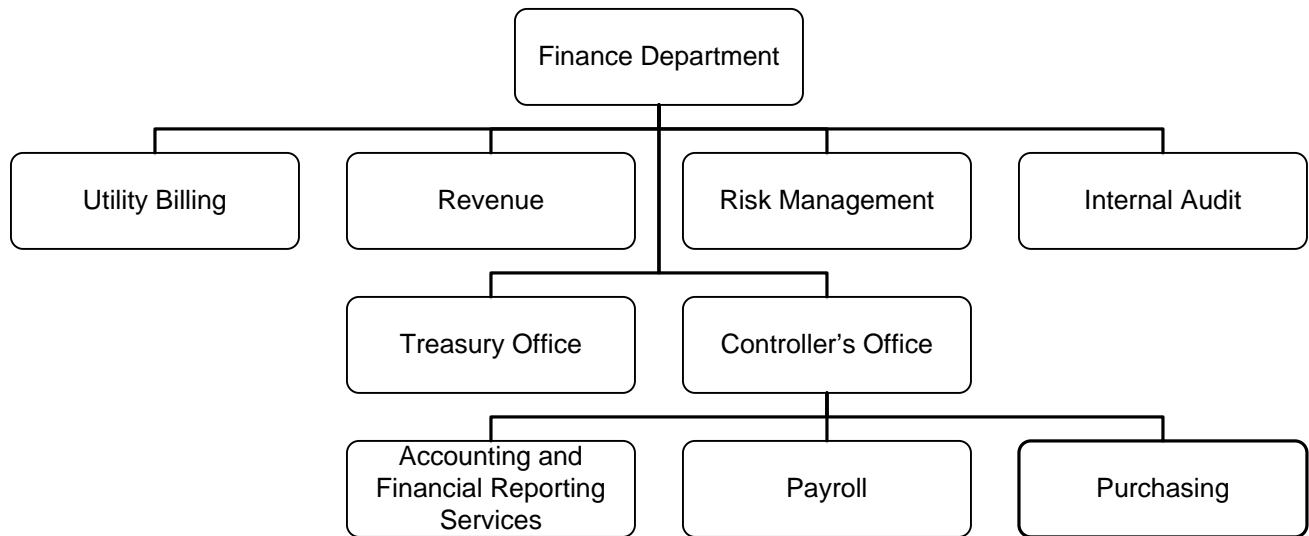 Finance Department
Utility Billing
Revenue
Risk Management
Internal Audit
Treasury Office
Controller’s Office
Accounting and
Financial Reporting
Services
Payroll
Purchasing